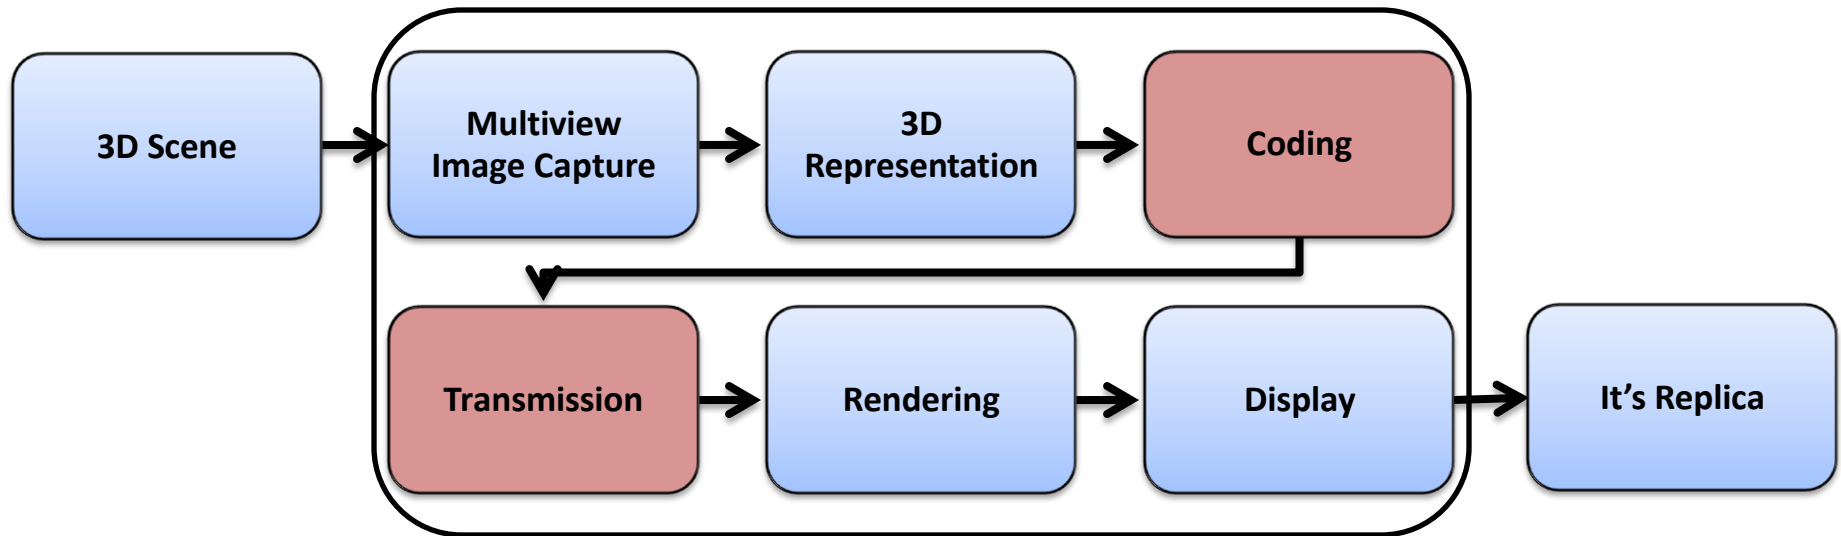 3D Scene
Multiview
Image Capture
3D
Representation
Coding
Transmission
Rendering
Display
It’s Replica